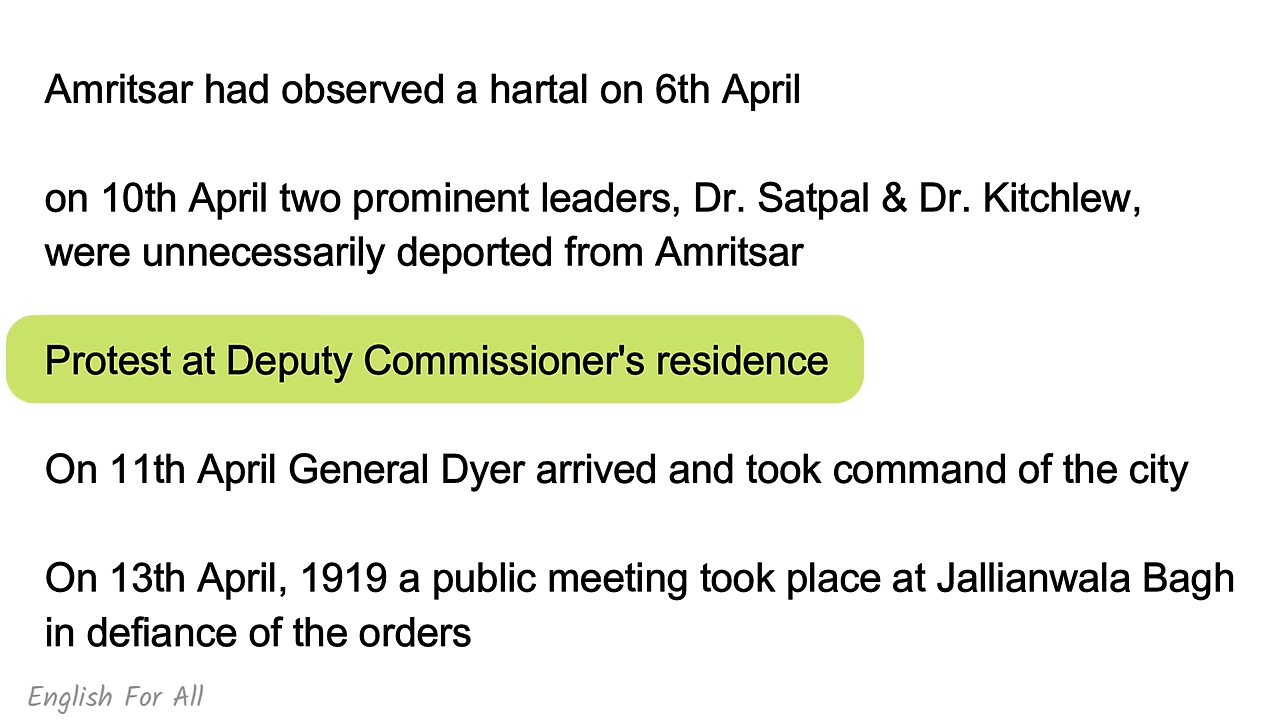 Amritsar had observed a hartal on 6th April
on 10th April two prominent leaders, Dr. Satpal & Dr. Kitchlew,
were unnecessarily deported from Amritsar
Protest at Deputy Commissioner's residence
On 11th April General Dyer arrived and took command of the city
On 13th April, 1919 a public meeting took place at Jallianwala Bagh
in defiance of the orders
English For All